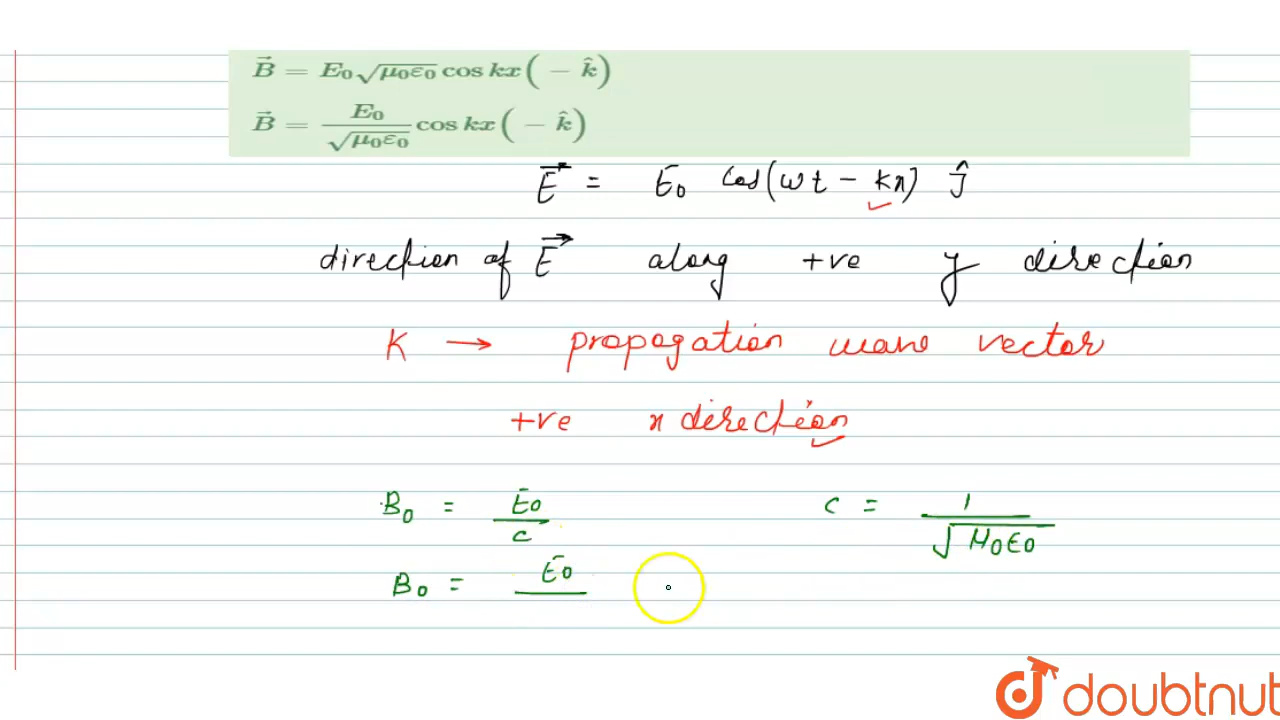 B⃗ = E₀√μ₀ε₀ cos kx(−k̂)
B⃗ = E₀/√μ₀ε₀ cos kx(−k̂)
E⃗ = E₀ cos(ωt − kx) ĵ
direction of E⃗ along +ve y direction
K → propagation wave vector
+ve x direction
B₀ = E₀/c c = 1/√μ₀ε₀
B₀ = E₀
doubtnut